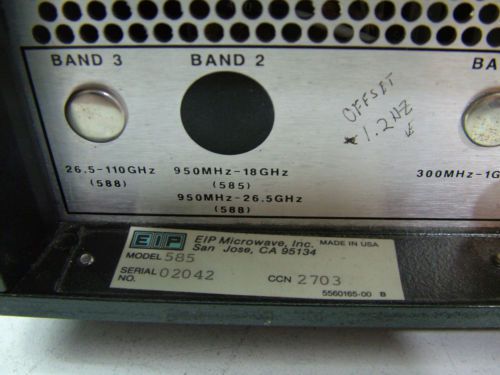 BAND 3
BAND 2
BA
OFFSET
1.2HZ
26.5-110GHz
(588)
950MHz-18GHz
(585)
950MHz-26.5GHz
(588)
300MHz-1G
EIP
EIP Microwave, Inc.
San Jose, CA 95134
MADE IN USA
MODEL 585
SERIAL NO. 02042
CCN 2703
5560165-00 B